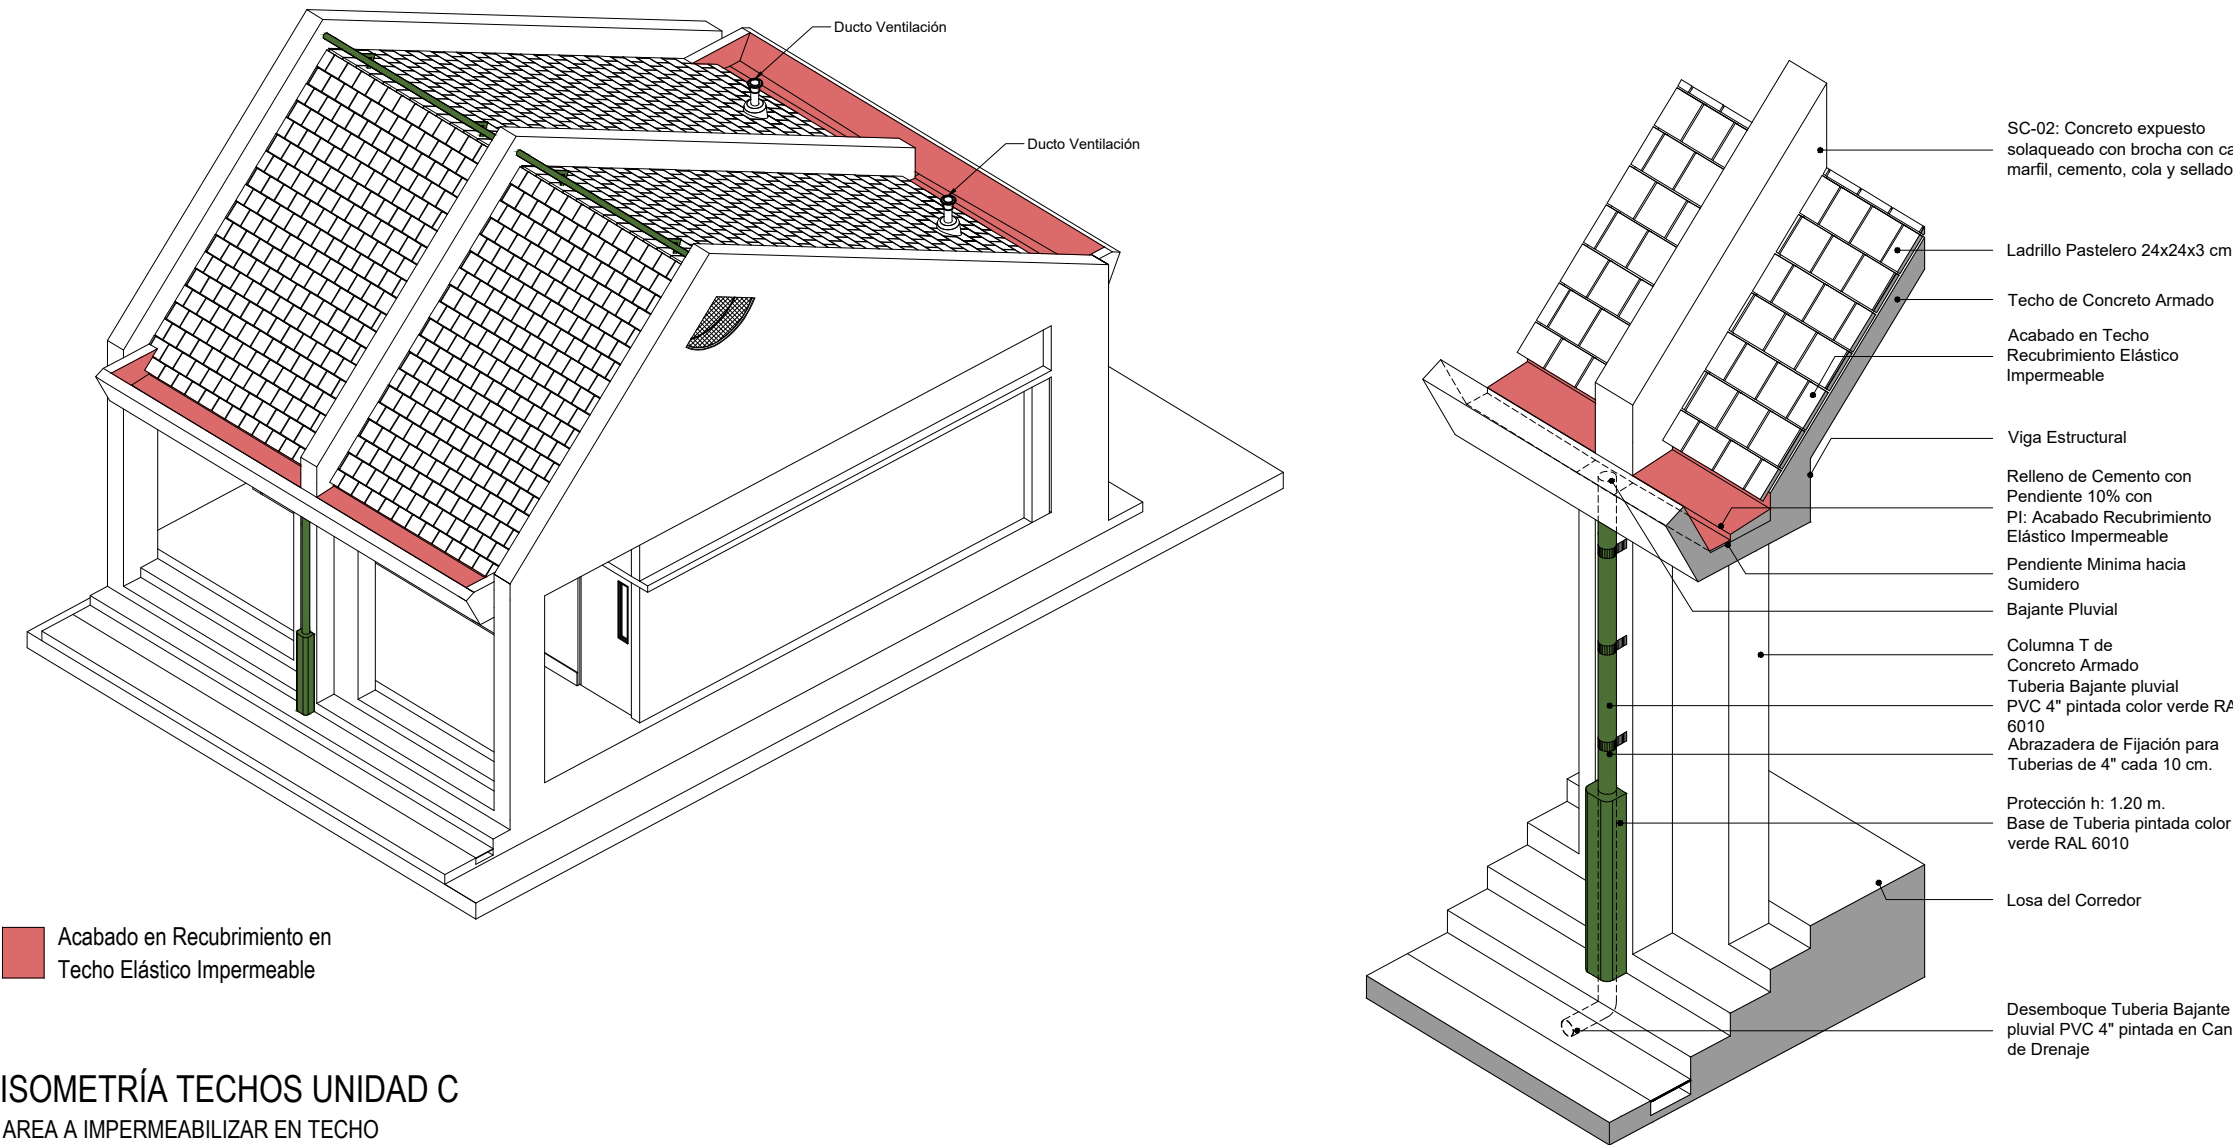 Ducto Ventilación
Ducto Ventilación
Acabado en Recubrimiento en
Techo Elástico Impermeable
ISOMETRÍA TECHOS UNIDAD C
AREA A IMPERMEABILIZAR EN TECHO
SC-02: Concreto expuesto
solaqueado con brocha con ca
marfil, cemento, cola y sellado
Ladrillo Pastelero 24x24x3 cm
Techo de Concreto Armado
Acabado en Techo
Recubrimiento Elástico
Impermeable
Viga Estructural
Relleno de Cemento con
Pendiente 10% con
PI: Acabado Recubrimiento
Elástico Impermeable
Pendiente Minima hacia
Sumidero
Bajante Pluvial
Columna T de
Concreto Armado
Tuberia Bajante pluvial
PVC 4" pintada color verde RA
6010
Abrazadera de Fijación para
Tuberias de 4" cada 10 cm.
Protección h: 1.20 m.
Base de Tuberia pintada color
verde RAL 6010
Losa del Corredor
Desemboque Tuberia Bajante
pluvial PVC 4" pintada en Can
de Drenaje